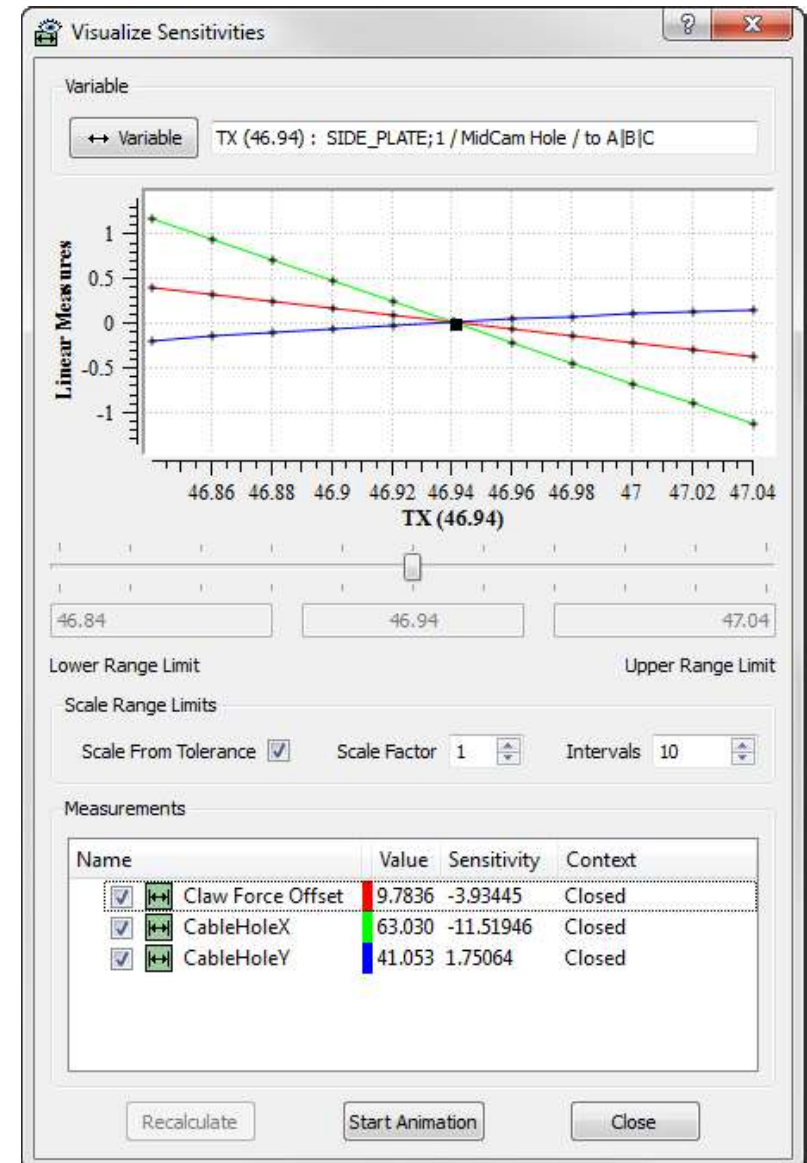 Visualize Sensitivities
Variable
Variable TX (46.94) : SIDE_PLATE;1 / MidCam Hole / to A|B|C
Linear Measures
1
0.5
0
-0.5
-1
46.86 46.88 46.9 46.92 46.94 46.96 46.98 47 47.02 47.04
TX (46.94)
46.84 46.94 47.04
Lower Range Limit Upper Range Limit
Scale Range Limits
Scale From Tolerance Scale Factor 1 Intervals 10
Measurements
Name Value Sensitivity Context
Claw Force Offset 9.7836 -3.93445 Closed
CableHoleX 63.030 -11.51946 Closed
CableHoleY 41.053 1.75064 Closed
Recalculate Start Animation Close